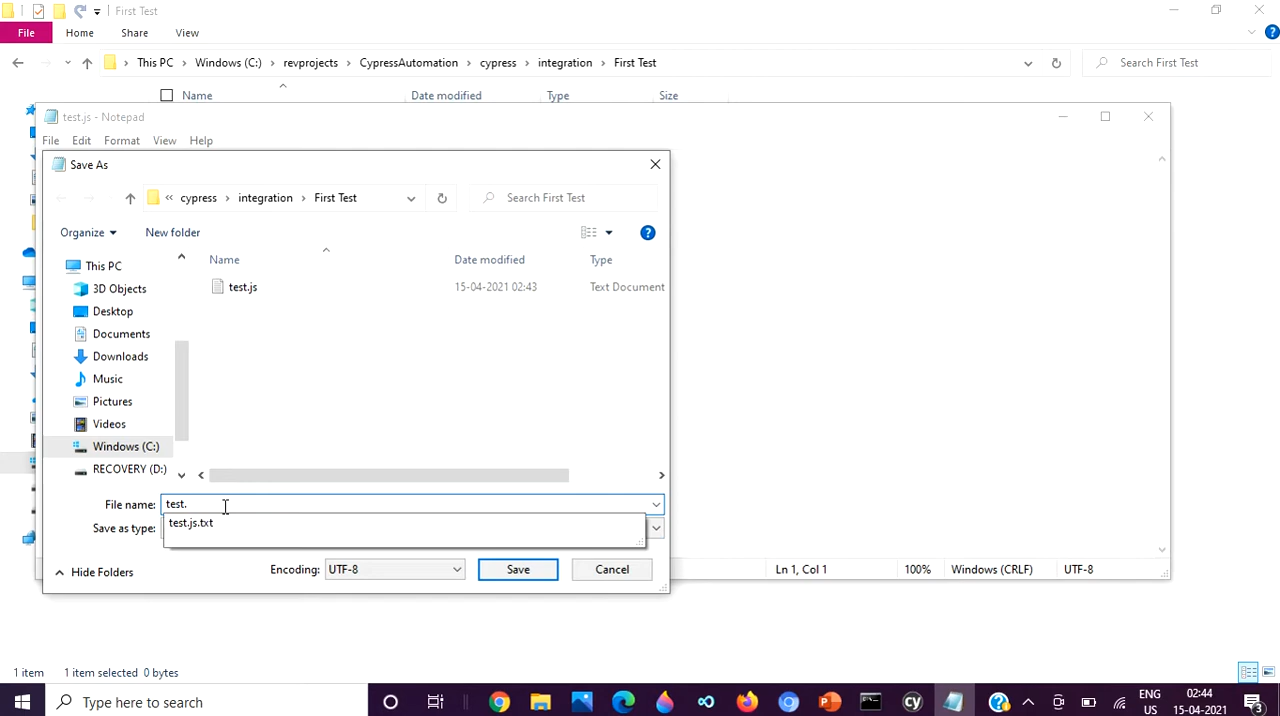 First Test
File
Home
Share
View
This PC
Windows (C:)
revprojects
CypressAutomation
cypress
integration
First Test
Search First Test
Name
Date modified
Type
Size
test.js - Notepad
File
Edit
Format
View
Help
Save As
«
cypress
integration
First Test
Search First Test
Organize
New folder
Name
Date modified
Type
This PC
3D Objects
Desktop
Documents
Downloads
Music
Pictures
Videos
Windows (C:)
RECOVERY (D:)
test.js
15-04-2021 02:43
Text Document
File name:
test.
test.js.txt
Save as type:
Hide Folders
Encoding:
UTF-8
Save
Cancel
Ln 1, Col 1
100%
Windows (CRLF)
UTF-8
1 item
1 item selected 0 bytes
Type here to search
cy
ENG
US
02:44
15-04-2021
3